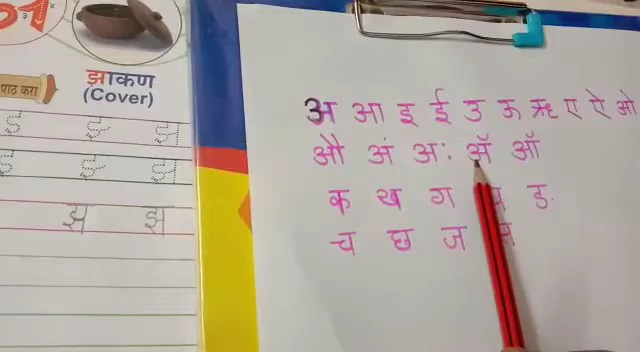 झाकण
(Cover)
पाठ करा
झ झ
अ आ इ ई उ ऊ ऋ ए ऐ ओ
औ अं अः ॲ ऑ
क ख ग ङ
च छ ज